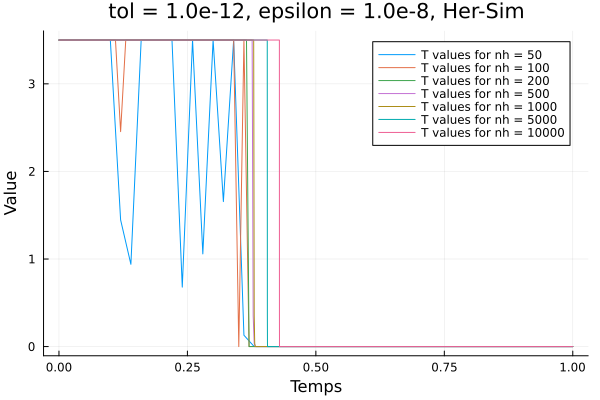 tol = 1.0e-12, epsilon = 1.0e-8, Her-Sim
T values for nh = 50
T values for nh = 100
T values for nh = 200
T values for nh = 500
T values for nh = 1000
T values for nh = 5000
T values for nh = 10000
Value
3
2
1
0
0.00 0.25 0.50 0.75 1.00
Temps